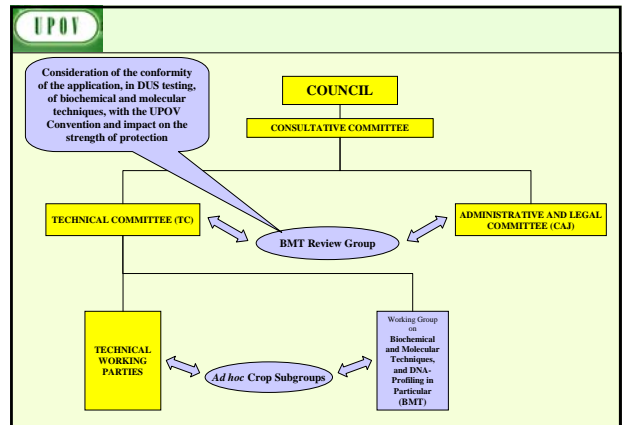 UPOV
Consideration of the conformity
of the application, in DUS testing,
of biochemical and molecular
techniques, with the UPOV
Convention and impact on the
strength of protection
COUNCIL
CONSULTATIVE COMMITTEE
TECHNICAL COMMITTEE (TC)
BMT Review Group
ADMINISTRATIVE AND LEGAL
COMMITTEE (CAJ)
TECHNICAL
WORKING
PARTIES
Ad hoc Crop Subgroups
Working Group
on
Biochemical
and Molecular
Techniques,
and DNA-
Profiling in
Particular
(BMT)